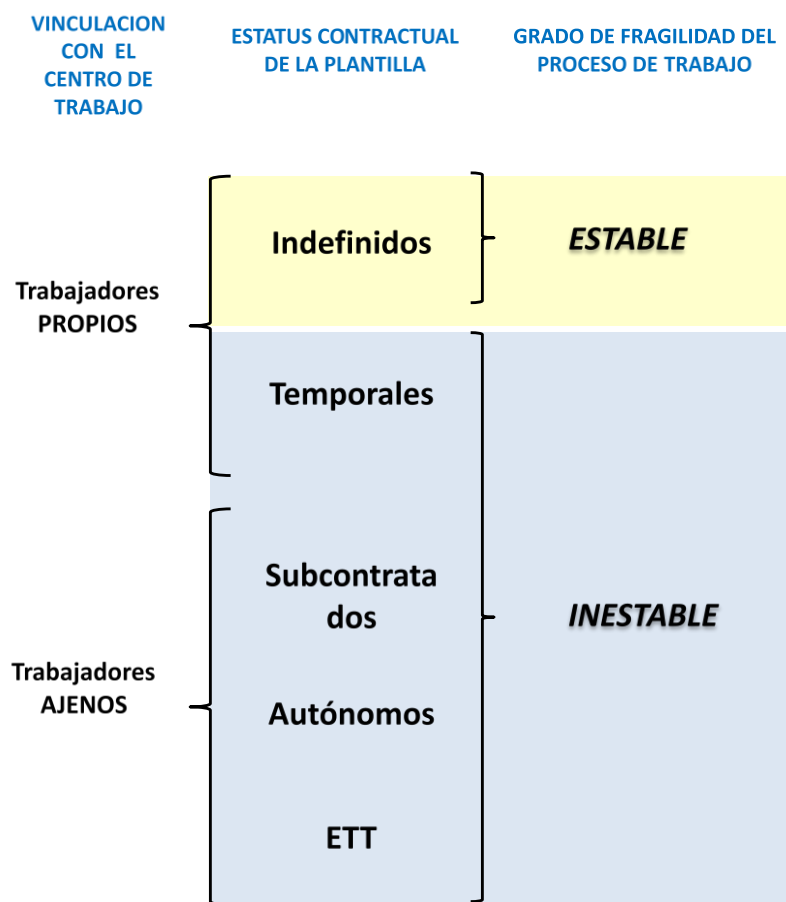 VINCULACION
CON EL
CENTRO DE
TRABAJO
ESTATUS CONTRACTUAL
DE LA PLANTILLA
GRADO DE FRAGILIDAD DEL
PROCESO DE TRABAJO
Indefinidos
ESTABLE
Trabajadores
PROPIOS
Temporales
Subcontrata
dos
INESTABLE
Trabajadores
AJENOS
Autónomos
ETT